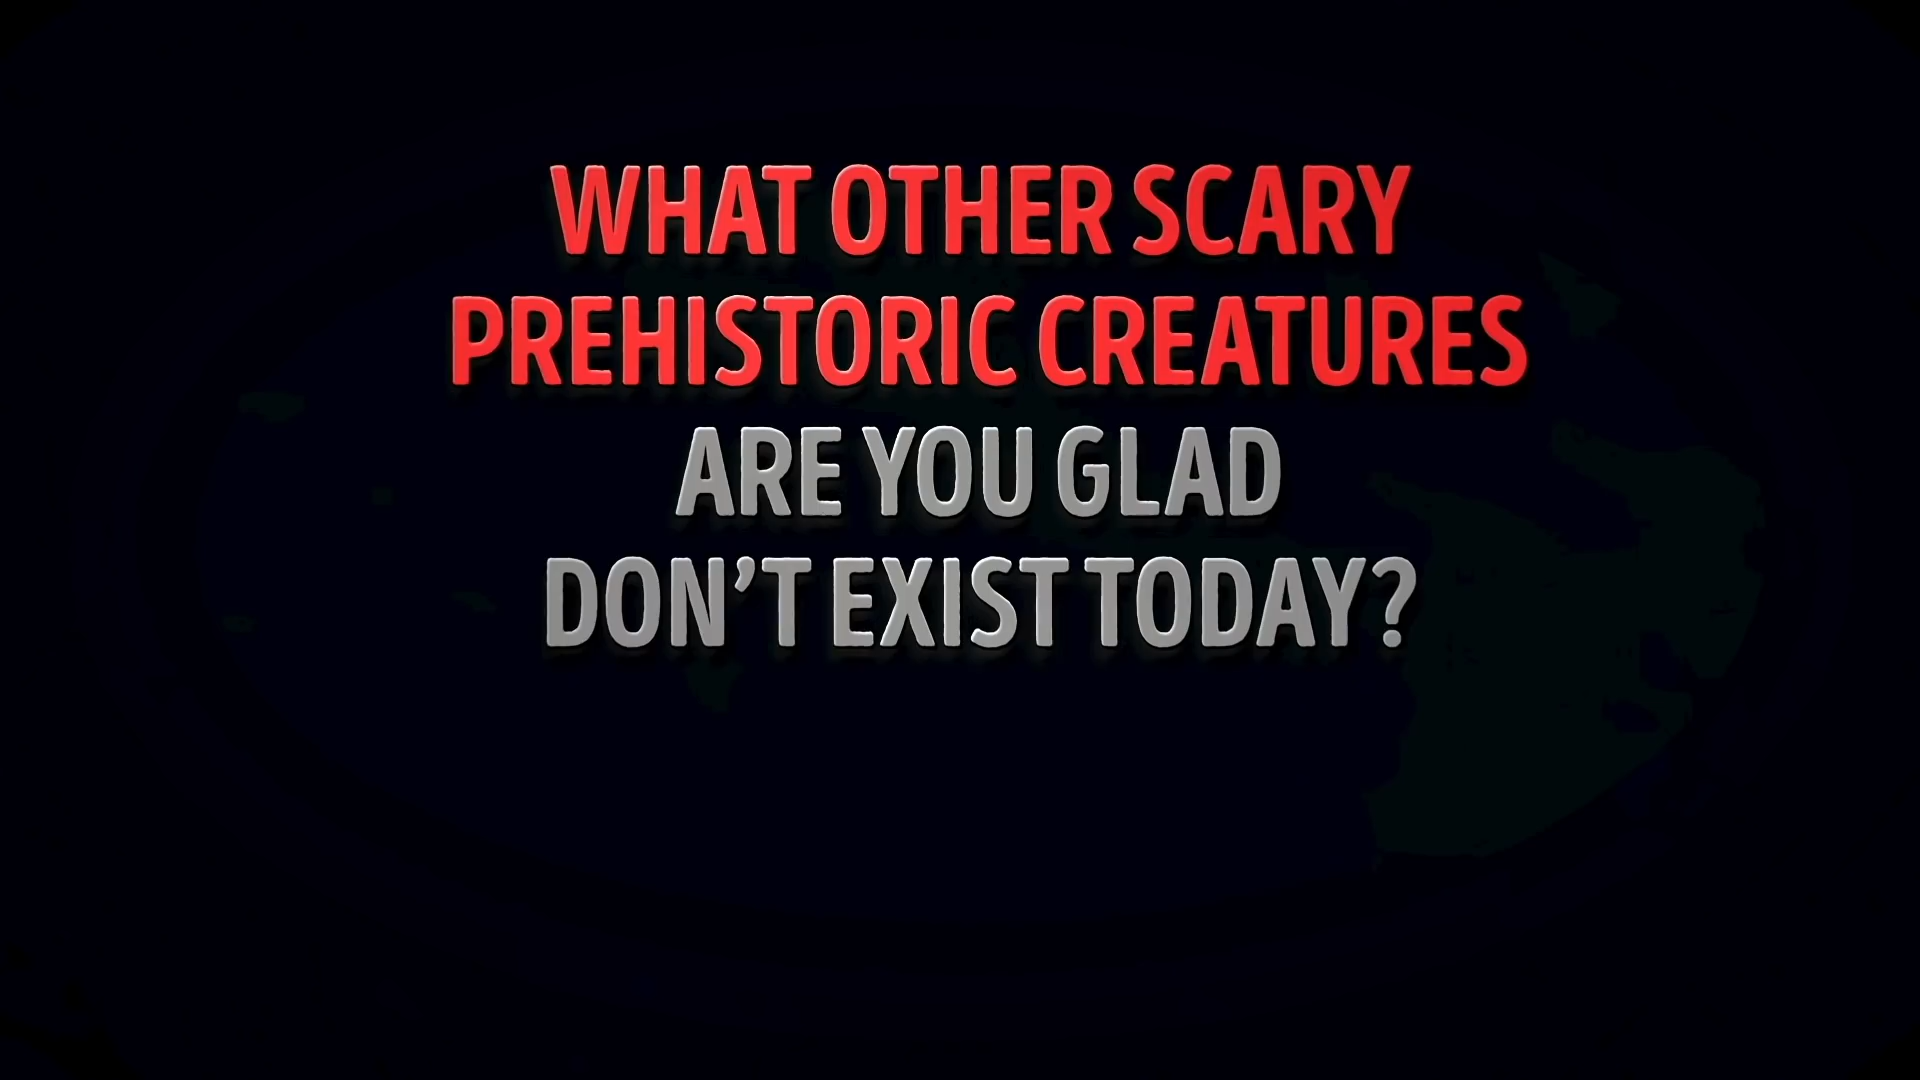 WHAT OTHER SCARY
PREHISTORIC CREATURES
ARE YOU GLAD
DON’T EXIST TODAY?